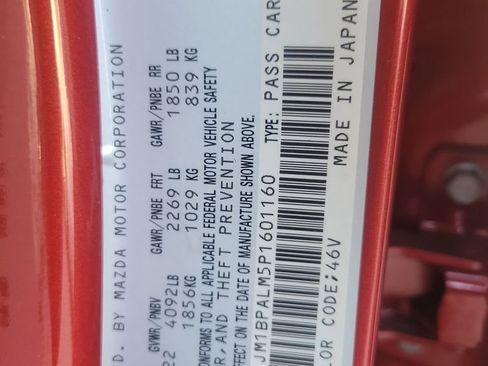 D. BY MAZDA MOTOR CORPORATION
GVWR/PNBV GAWR/PNBE FRT GAWR/PNBE RR
22 4092LB 2269 LB 1850 LB
1856KG 1029 KG 839 KG
CONFORMS TO ALL APPLICABLE FEDERAL MOTOR VEHICLE SAFETY
R, AND THEFT PREVENTION
EFFECT ON THE DATE OF MANUFACTURE SHOWN ABOVE.
JM1BPALM5P1601160 TYPE: PASS CAR
LOR CODE;46V MADE IN JAPAN